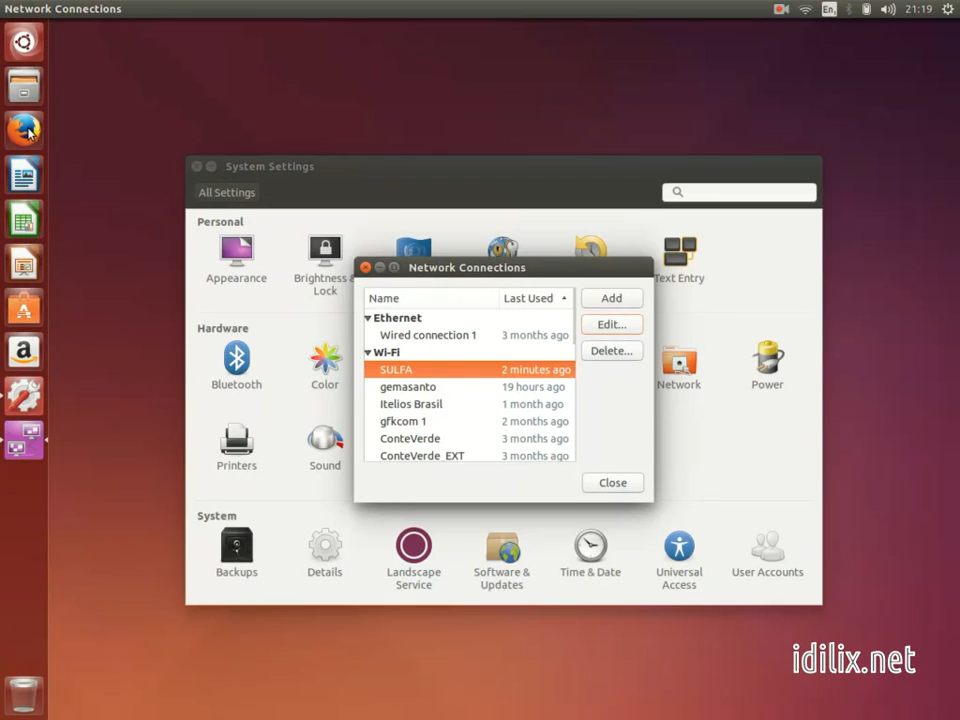 Network Connections
En
21:19
System Settings
All Settings
Personal
Appearance
Brightness &
Lock
Text Entry
Network Connections
Name
Last Used
Add
Ethernet
Wired connection 1
3 months ago
Edit...
Wi-Fi
Delete...
SULFA
2 minutes ago
gemasanto
19 hours ago
Itelios Brasil
1 month ago
gfkcom 1
2 months ago
ConteVerde
3 months ago
ConteVerde_EXT
3 months ago
Close
Hardware
Bluetooth
Color
Network
Power
Printers
Sound
System
Backups
Details
Landscape
Service
Software &
Updates
Time & Date
Universal
Access
User Accounts
idilix.net